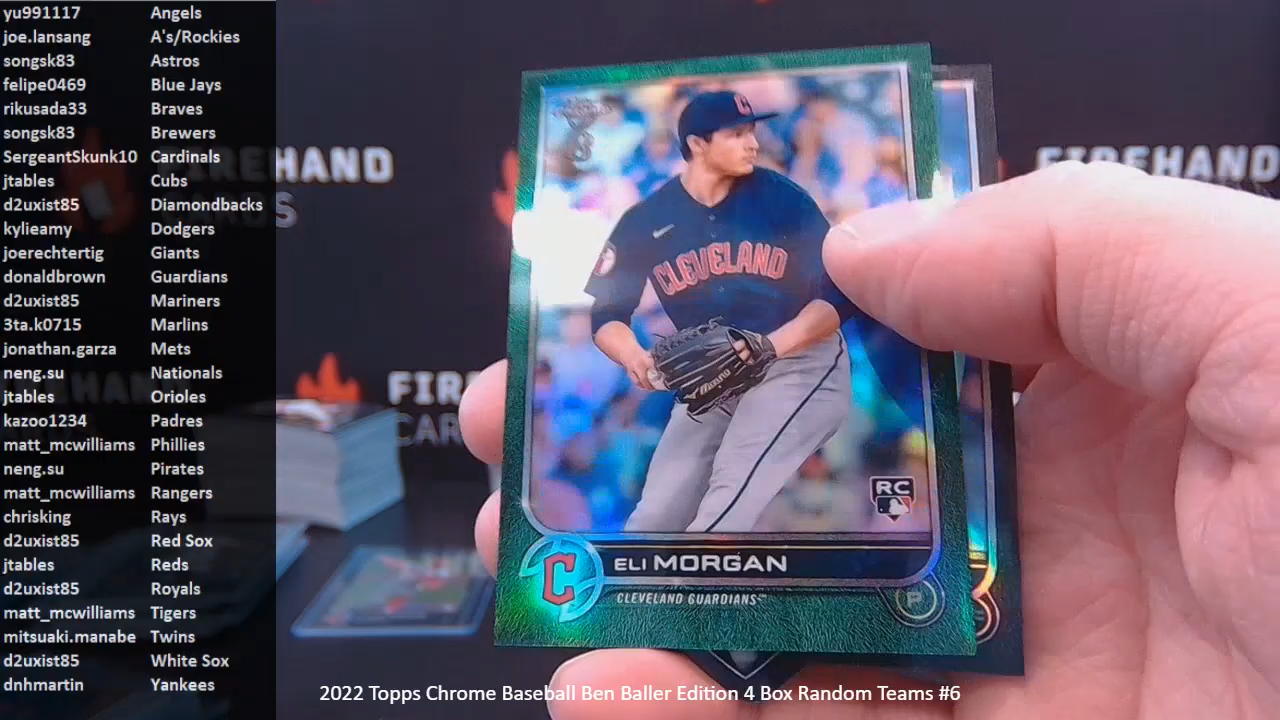 yu991117 Angels
joe.lansang A's/Rockies
songsk83 Astros
felipe0469 Blue Jays
rikusada33 Braves
songsk83 Brewers
SergeantSkunk10 Cardinals
jtables Cubs
d2uxist85 Diamondbacks
kylieamy Dodgers
joerechtertig Giants
donaldbrown Guardians
d2uxist85 Mariners
3ta.k0715 Marlins
jonathan.garza Mets
neng.su Nationals
jtables Orioles
kazoo1234 Padres
matt_mcwilliams Phillies
neng.su Pirates
matt_mcwilliams Rangers
chrisking Rays
d2uxist85 Red Sox
jtables Reds
d2uxist85 Royals
matt_mcwilliams Tigers
mitsuaki.manabe Twins
d2uxist85 White Sox
dnhmartin Yankees
FIREHAND
CARDS
FIREHAND
C
CLEVELAND
MIZUNO
RC
C ELI MORGAN
CLEVELAND GUARDIANS™
P
2022 Topps Chrome Baseball Ben Baller Edition 4 Box Random Teams #6